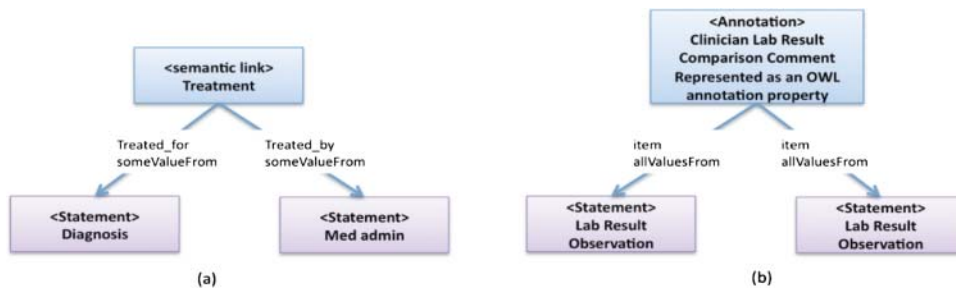 <semantic link>
Treatment
Treated_for
someValueFrom
Treated_by
someValueFrom
<Statement>
Diagnosis
<Statement>
Med admin
(a)
<Annotation>
Clinician Lab Result
Comparison Comment
Represented as an OWL
annotation property
item
allValuesFrom
item
allValuesFrom
<Statement>
Lab Result
Observation
<Statement>
Lab Result
Observation
(b)